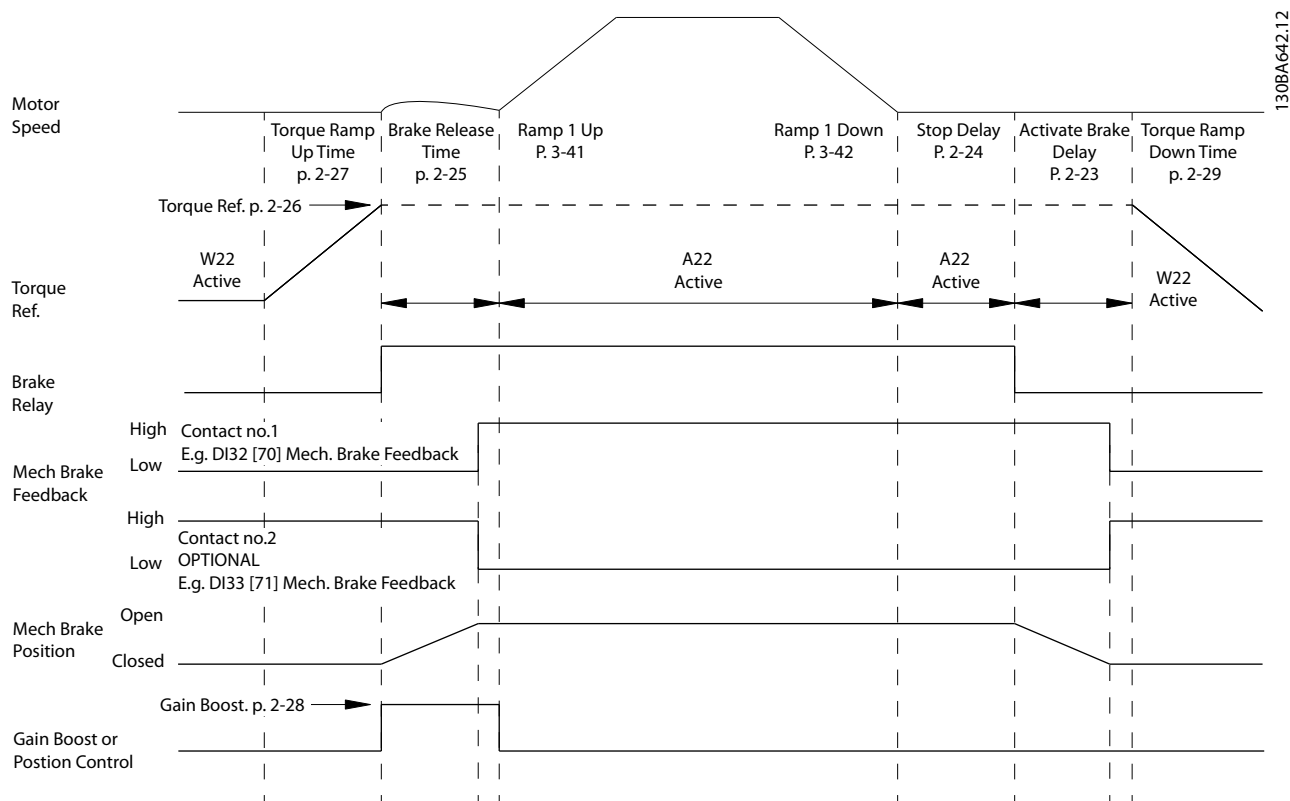 130BA642.12
Motor
Speed
Torque Ramp
Up Time
p. 2-27
Brake Release
Time
p. 2-25
Ramp 1 Up
P. 3-41
Ramp 1 Down
P. 3-42
Stop Delay
P. 2-24
Activate Brake
Delay
P. 2-23
Torque Ramp
Down Time
p. 2-29
Torque Ref. p. 2-26
W22
Active
A22
Active
A22
Active
W22
Active
Torque
Ref.
Brake
Relay
Mech Brake
Feedback
High
Low
Contact no.1
E.g. DI32 [70] Mech. Brake Feedback
High
Low
Contact no.2
OPTIONAL
E.g. DI33 [71] Mech. Brake Feedback
Mech Brake
Position
Open
Closed
Gain Boost. p. 2-28
Gain Boost or
Postion Control